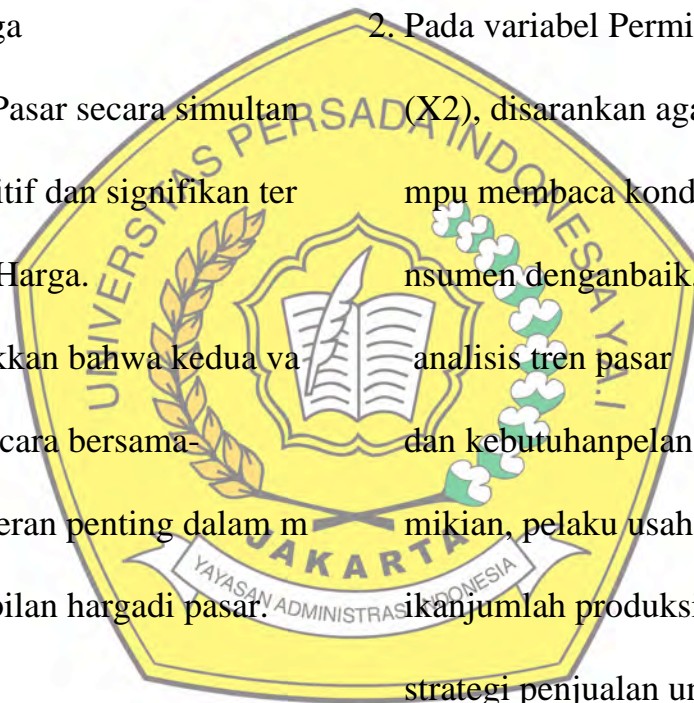 ga
Pasar secara simultan
itif dan signifikan ter
Harga.
kkan bahwa kedua va
cara bersama-
eran penting dalam m
bilan hargadi pasar.
2. Pada variabel Permi
(X2), disarankan aga
mpu membaca kond
nsumen denganbaik.
analisis tren pasar
dan kebutuhanpelan
mikian, pelaku usah
ikanjumlah produksi
strategi penjualan un
UNIVERSITAS PERSADA INDONESIA Y.A.I
JAKARTA
YAYASAN ADMINISTRASI INDONESIA